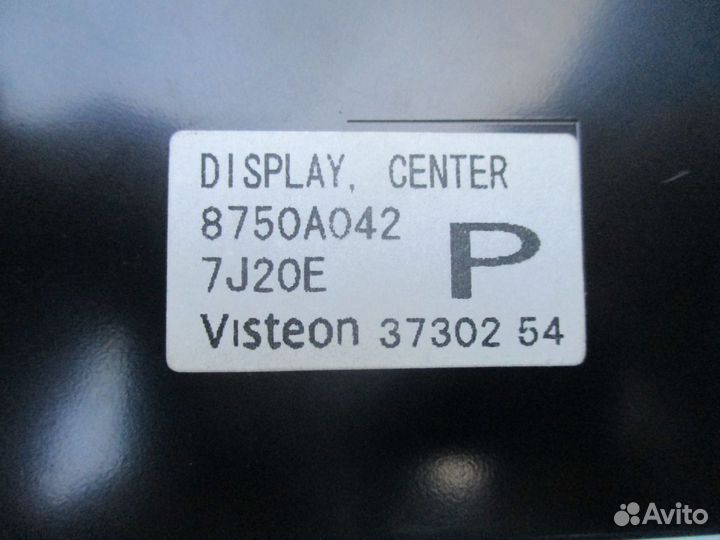 DISPLAY, CENTER
8750A042
7J20E
P
Visteon 37302 54
Avito